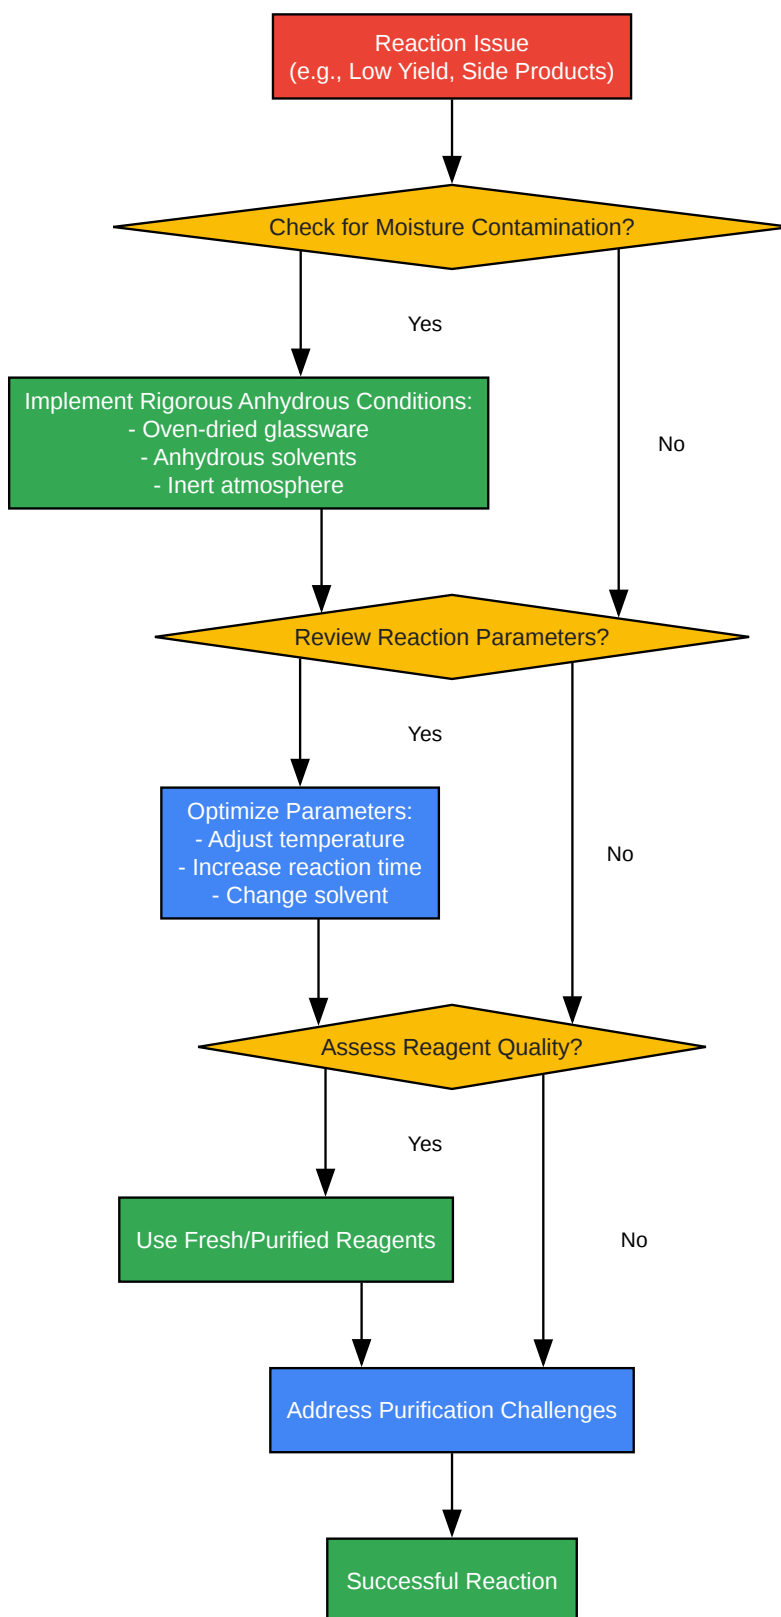 Reaction Issue
(e.g., Low Yield, Side Products)
Check for Moisture Contamination?
Yes
Implement Rigorous Anhydrous Conditions:
- Oven-dried glassware
- Anhydrous solvents
- Inert atmosphere
No
Review Reaction Parameters?
Yes
Optimize Parameters:
- Adjust temperature
- Increase reaction time
- Change solvent
No
Assess Reagent Quality?
Yes
Use Fresh/Purified Reagents
No
Address Purification Challenges
Successful Reaction